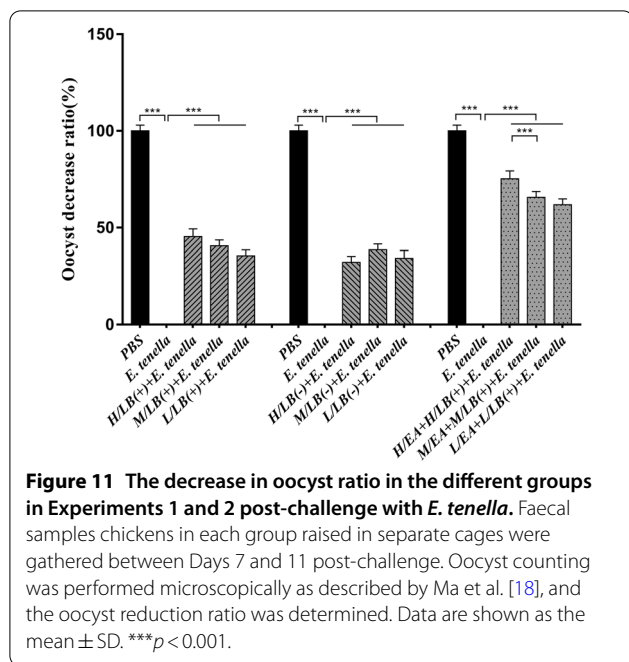 150
100
50
0
Oocyst decrease ratio(%)
*** *** *** *** *** ***
***
PBS
E. tenella
H/LB(+)+E. tenella
M/LB(+)+E. tenella
L/LB(+)+E. tenella
PBS
E. tenella
H/LB(-)+E. tenella
M/LB(-)+E. tenella
L/LB(-)+E. tenella
PBS
E. tenella
H/EA+H/LB(+)+E. tenella
M/EA+M/LB(+)+E. tenella
L/EA+L/LB(+)+E. tenella
Figure 11 The decrease in oocyst ratio in the different groups
in Experiments 1 and 2 post-challenge with E. tenella. Faecal
samples chickens in each group raised in separate cages were
gathered between Days 7 and 11 post-challenge. Oocyst counting
was performed microscopically as described by Ma et al. [18], and
the oocyst reduction ratio was determined. Data are shown as the
mean ± SD. ***p < 0.001.